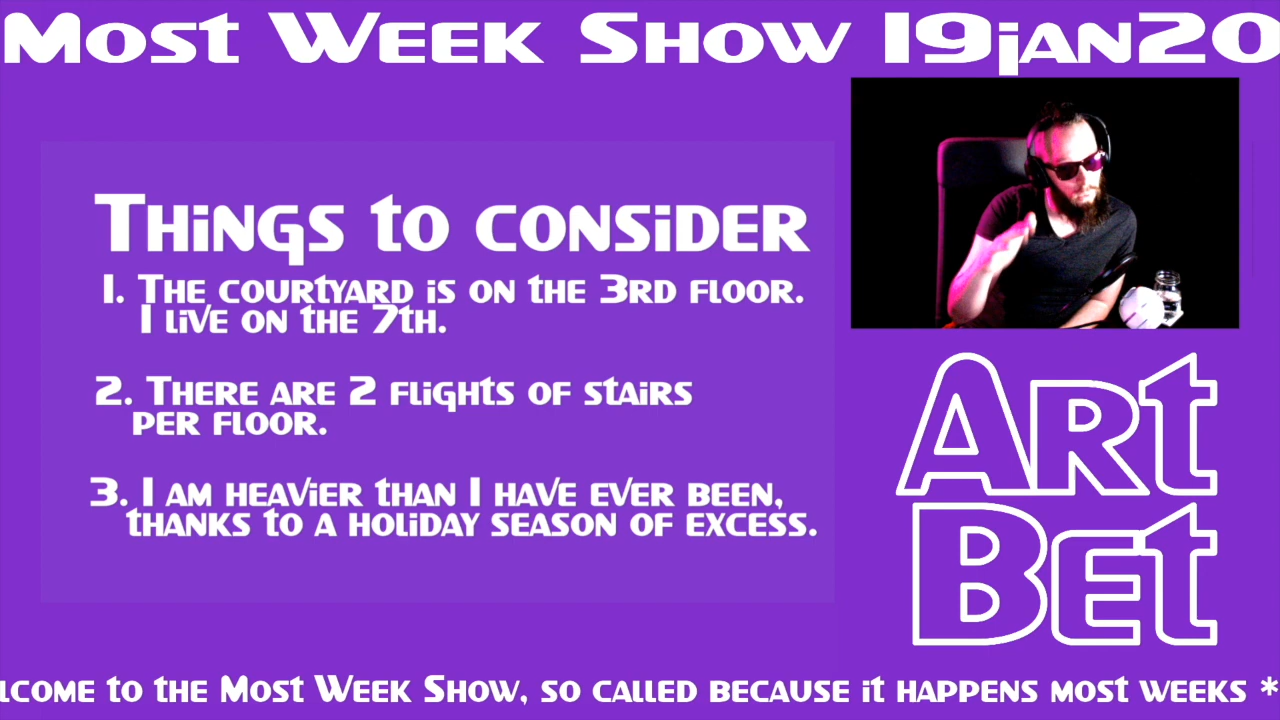 Most Week Show 19jan20
Things to consider
1. The courtyard is on the 3rd floor.
I live on the 7th.
2. There are 2 flights of stairs
per floor.
3. I am heavier than I have ever been,
thanks to a holiday season of excess.
Art
Bet
lcome to the Most Week Show, so called because it happens most weeks *